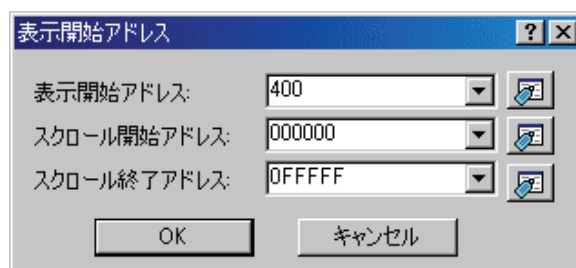 表示開始アドレス
表示開始アドレス: 400
スクロール開始アドレス: 000000
スクロール終了アドレス: 0FFFFF
OK キャンセル